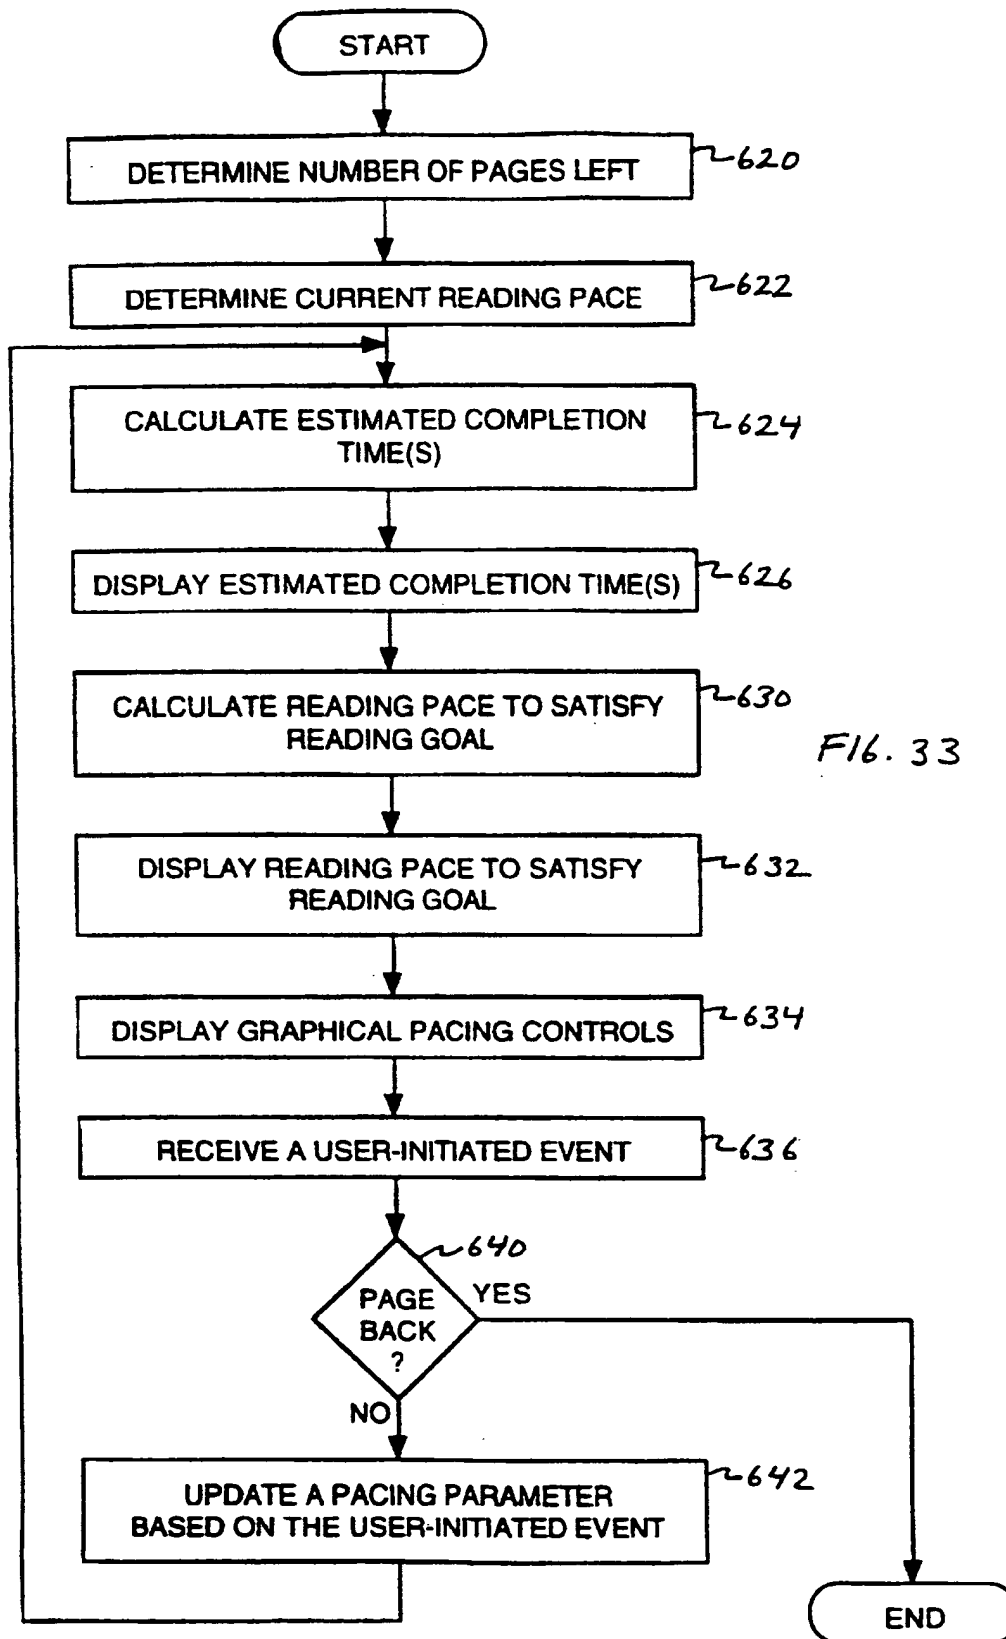 START
DETERMINE NUMBER OF PAGES LEFT
620
DETERMINE CURRENT READING PACE
622
CALCULATE ESTIMATED COMPLETION
TIME(S)
624
DISPLAY ESTIMATED COMPLETION TIME(S)
626
CALCULATE READING PACE TO SATISFY
READING GOAL
630
FIG. 33
DISPLAY READING PACE TO SATISFY
READING GOAL
632
DISPLAY GRAPHICAL PACING CONTROLS
634
RECEIVE A USER-INITIATED EVENT
636
640
PAGE
BACK
?
YES
NO
UPDATE A PACING PARAMETER
BASED ON THE USER-INITIATED EVENT
642
END